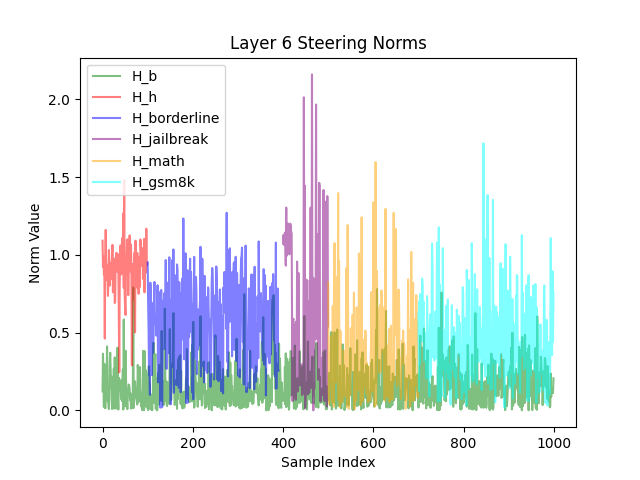 Layer 6 Steering Norms
H_b
H_h
H_borderline
H_jailbreak
H_math
H_gsm8k
Norm Value
2.0
1.5
1.0
0.5
0.0
0 200 400 600 800 1000
Sample Index